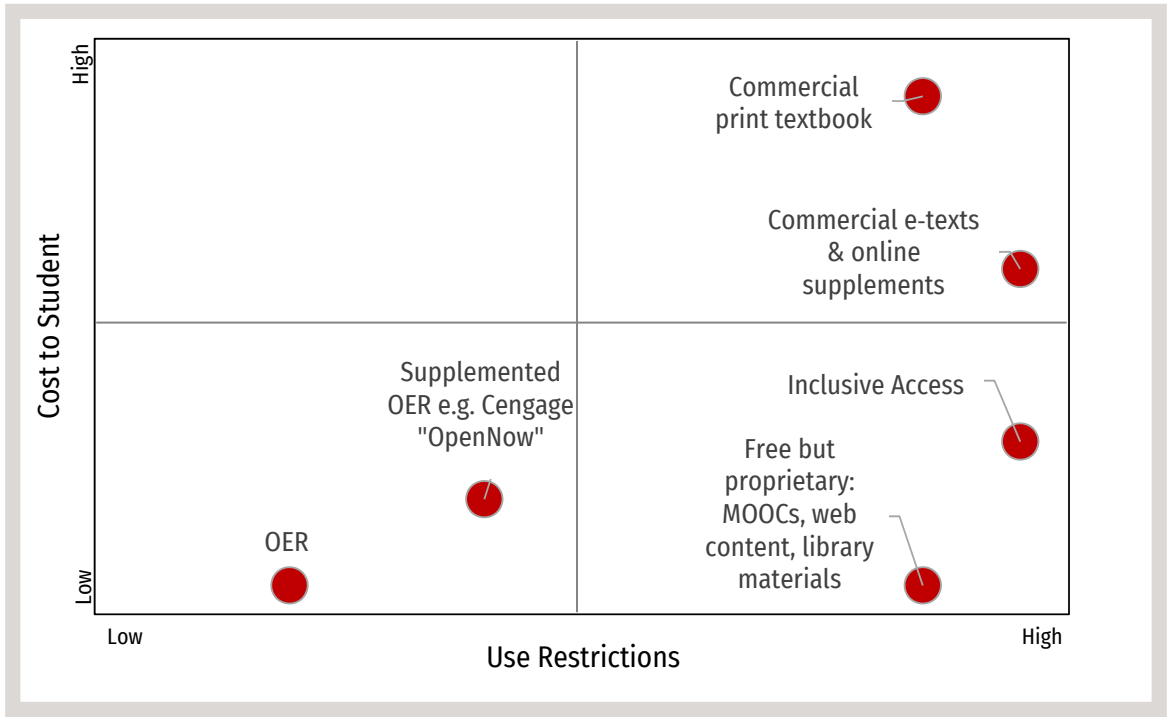 High
Commercial
print textbook
Commercial e-texts
& online
supplements
Cost to Student
Supplemented
OER e.g. Cengage
"OpenNow"
Inclusive Access
Free but
proprietary:
MOOCs, web
content, library
materials
OER
Low
Low
High
Use Restrictions